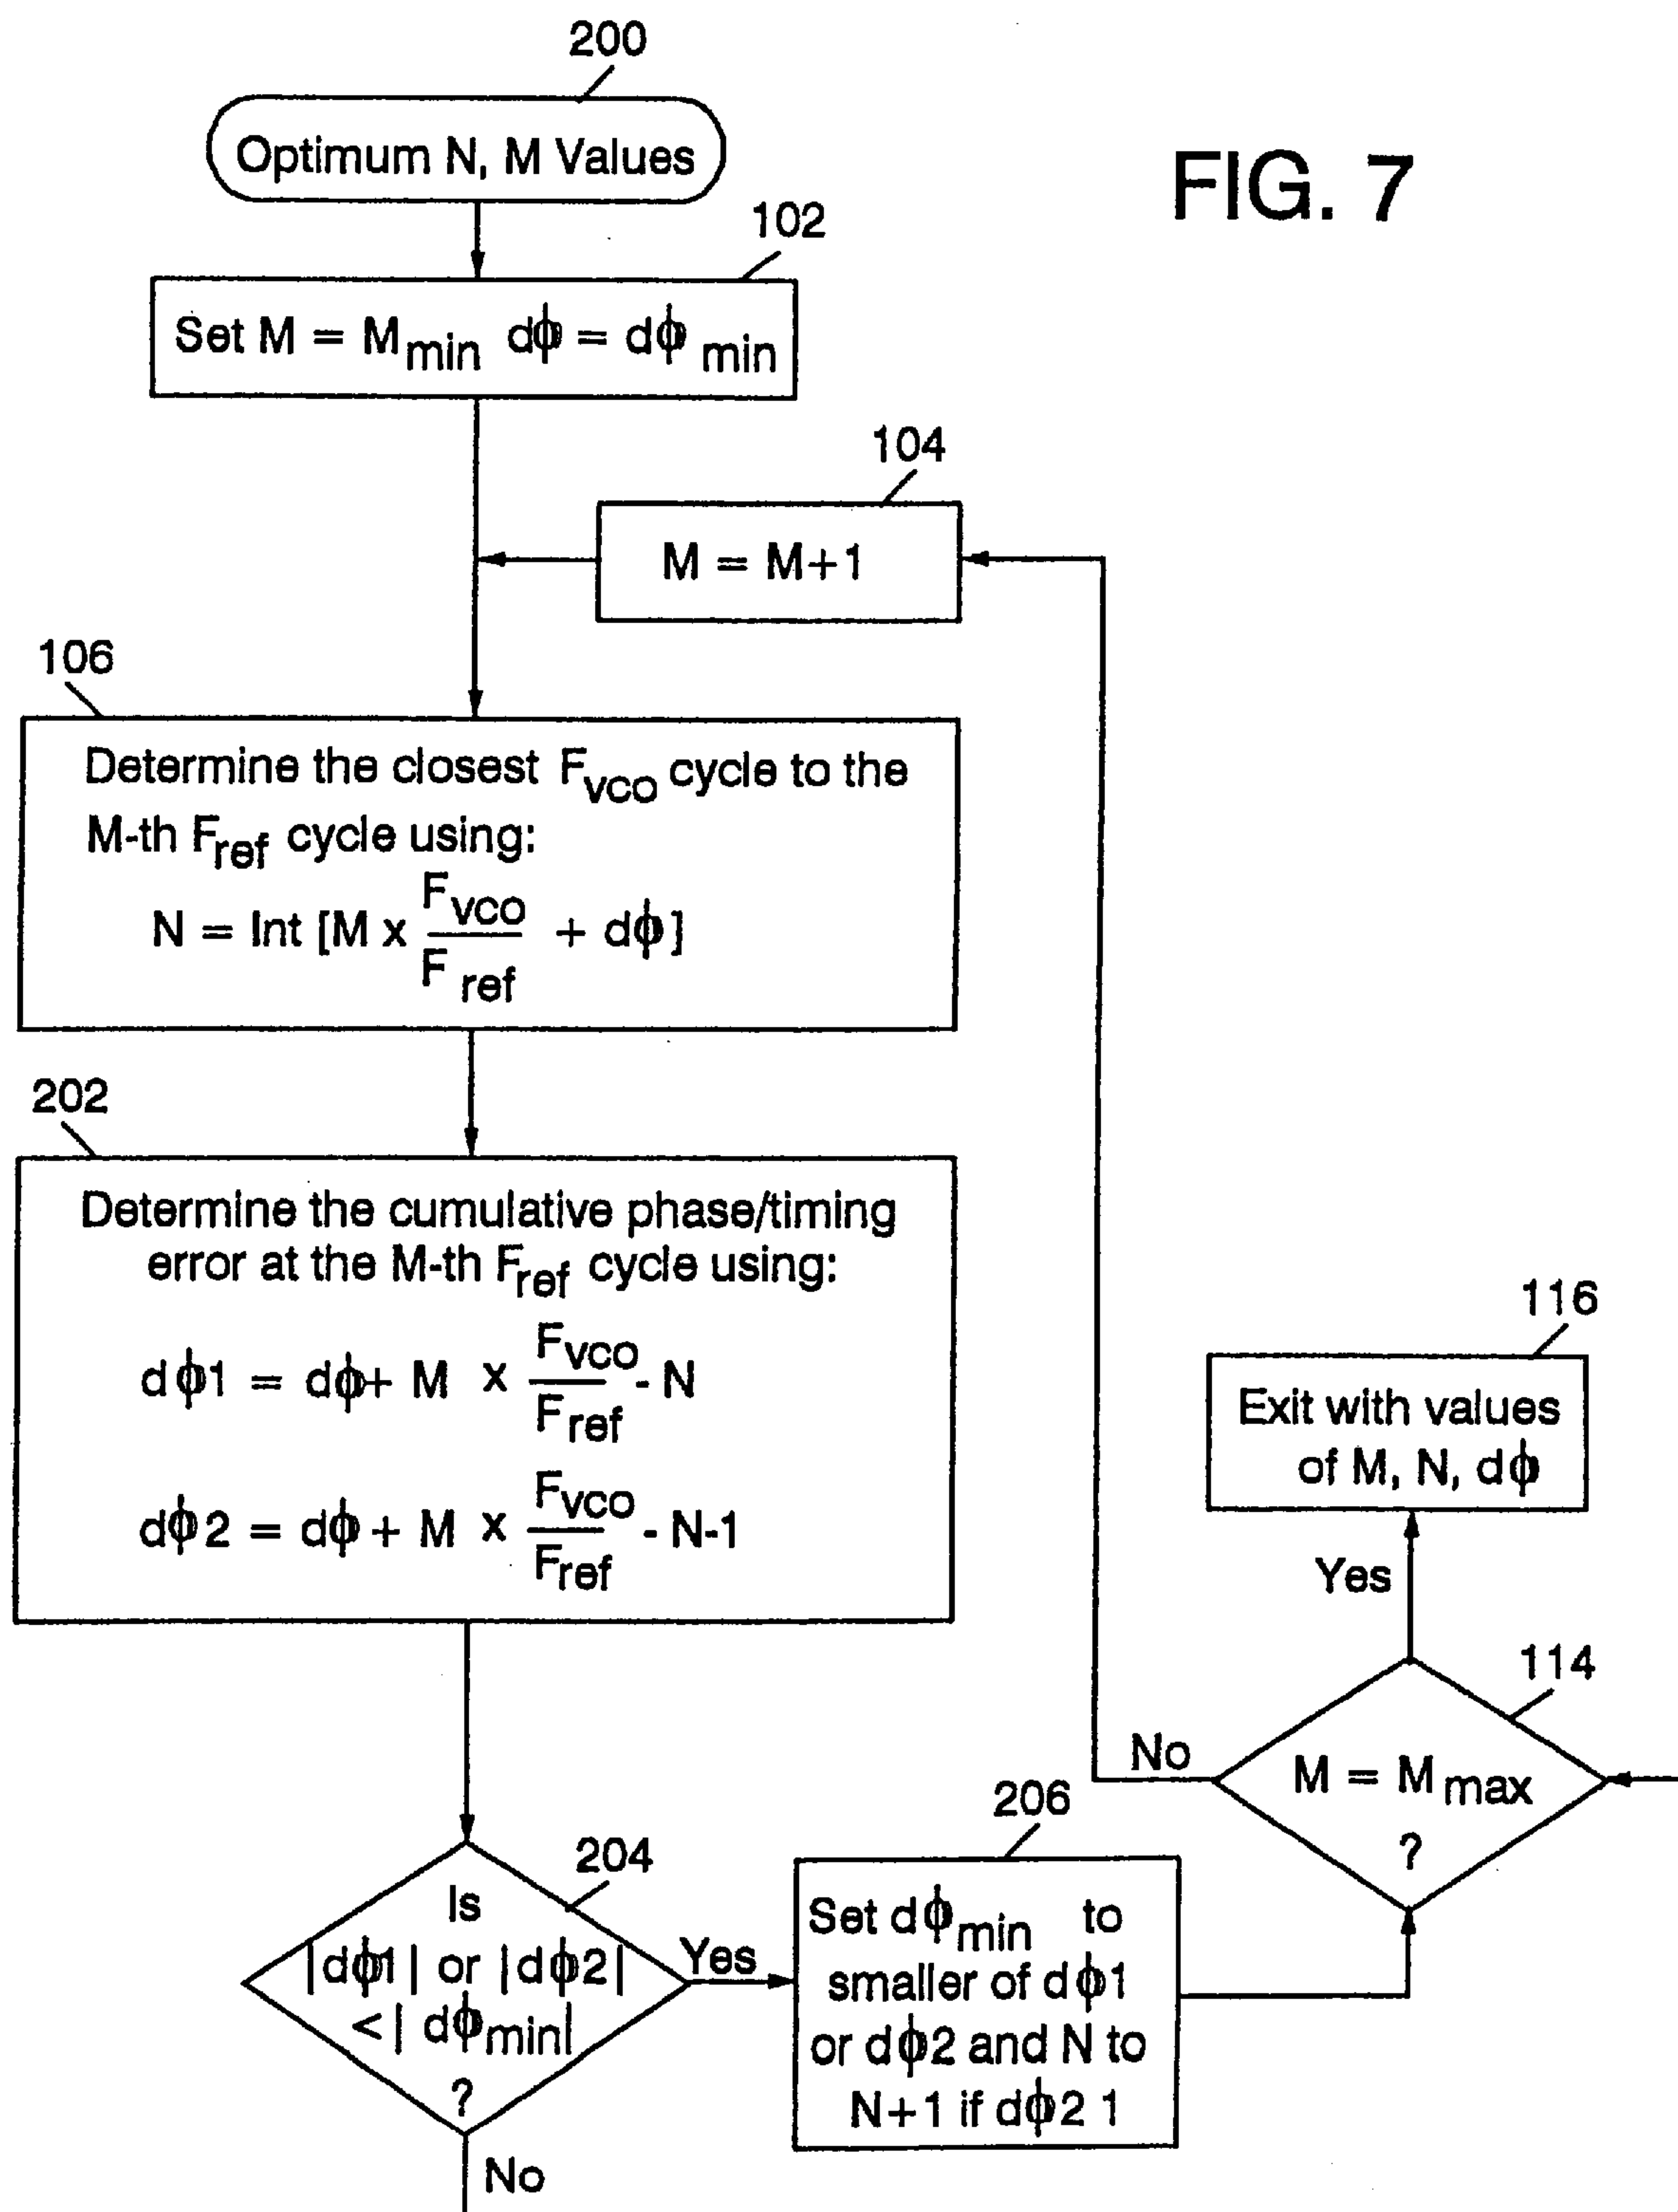 200
Optimum N, M Values
FIG. 7
102
Set M = M min dϕ = dϕ min
104
M = M+1
106
Determine the closest Fvco cycle to the
M-th Fref cycle using:
N = Int [M x Fvco / Fref + dϕ]
202
Determine the cumulative phase/timing
error at the M-th Fref cycle using:
dϕ1 = dϕ+ M x Fvco / Fref - N
dϕ2 = dϕ + M x Fvco / Fref - N-1
116
Exit with values
of M, N, dϕ
Yes
114
No
M = M max
?
204
Is
|dϕ1| or |dϕ2|
<| dϕmin|
?
Yes
No
206
Set dϕmin to
smaller of dϕ1
or dϕ2 and N to
N+1 if dϕ2 1